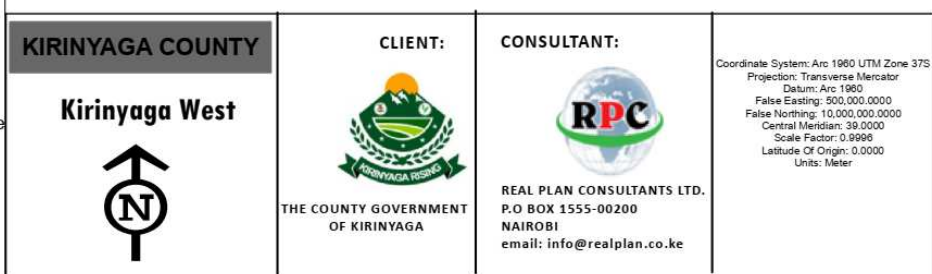 KIRINYAGA COUNTY
Kirinyaga West
N
CLIENT:
KIRINYAGA RISING
THE COUNTY GOVERNMENT
OF KIRINYAGA
CONSULTANT:
RPC
REAL PLAN CONSULTANTS LTD.
P.O BOX 1555-00200
NAIROBI
email: info@realplan.co.ke
Coordinate System: Arc 1960 UTM Zone 37S
Projection: Transverse Mercator
Datum: Arc 1960
False Easting: 500,000.0000
False Northing: 10,000,000.0000
Central Meridian: 39.0000
Scale Factor: 0.9996
Latitude Of Origin: 0.0000
Units: Meter